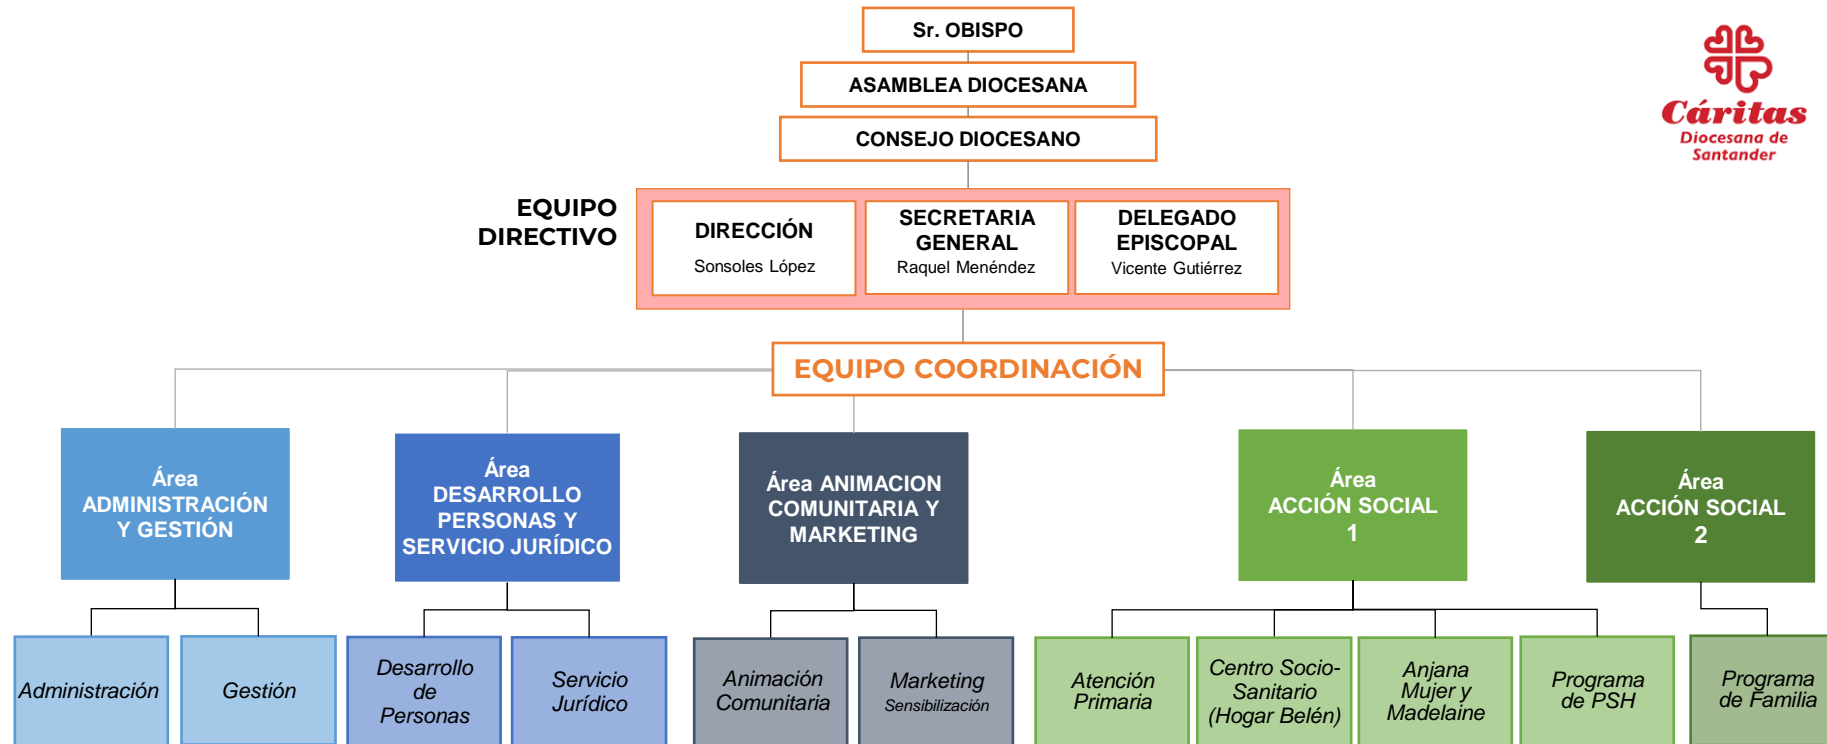 Sr. OBISPO
ASAMBLEA DIOCESANA
CONSEJO DIOCESANO
Cáritas
Diocesana de
Santander
EQUIPO
DIRECTIVO
DIRECCIÓN
Sonsoles López
SECRETARIA
GENERAL
Raquel Menéndez
DELEGADO
EPISCOPAL
Vicente Gutiérrez
EQUIPO COORDINACIÓN
Área
ADMINISTRACIÓN
Y GESTIÓN
Área
DESARROLLO
PERSONAS Y
SERVICIO JURÍDICO
Área ANIMACION
COMUNITARIA Y
MARKETING
Área
ACCIÓN SOCIAL
1
Área
ACCIÓN SOCIAL
2
Administración
Gestión
Desarrollo
de
Personas
Servicio
Jurídico
Animación
Comunitaria
Marketing
Sensibilización
Atención
Primaria
Centro Socio-
Sanitario
(Hogar Belén)
Anjana
Mujer y
Madelaine
Programa
de PSH
Programa
de Familia